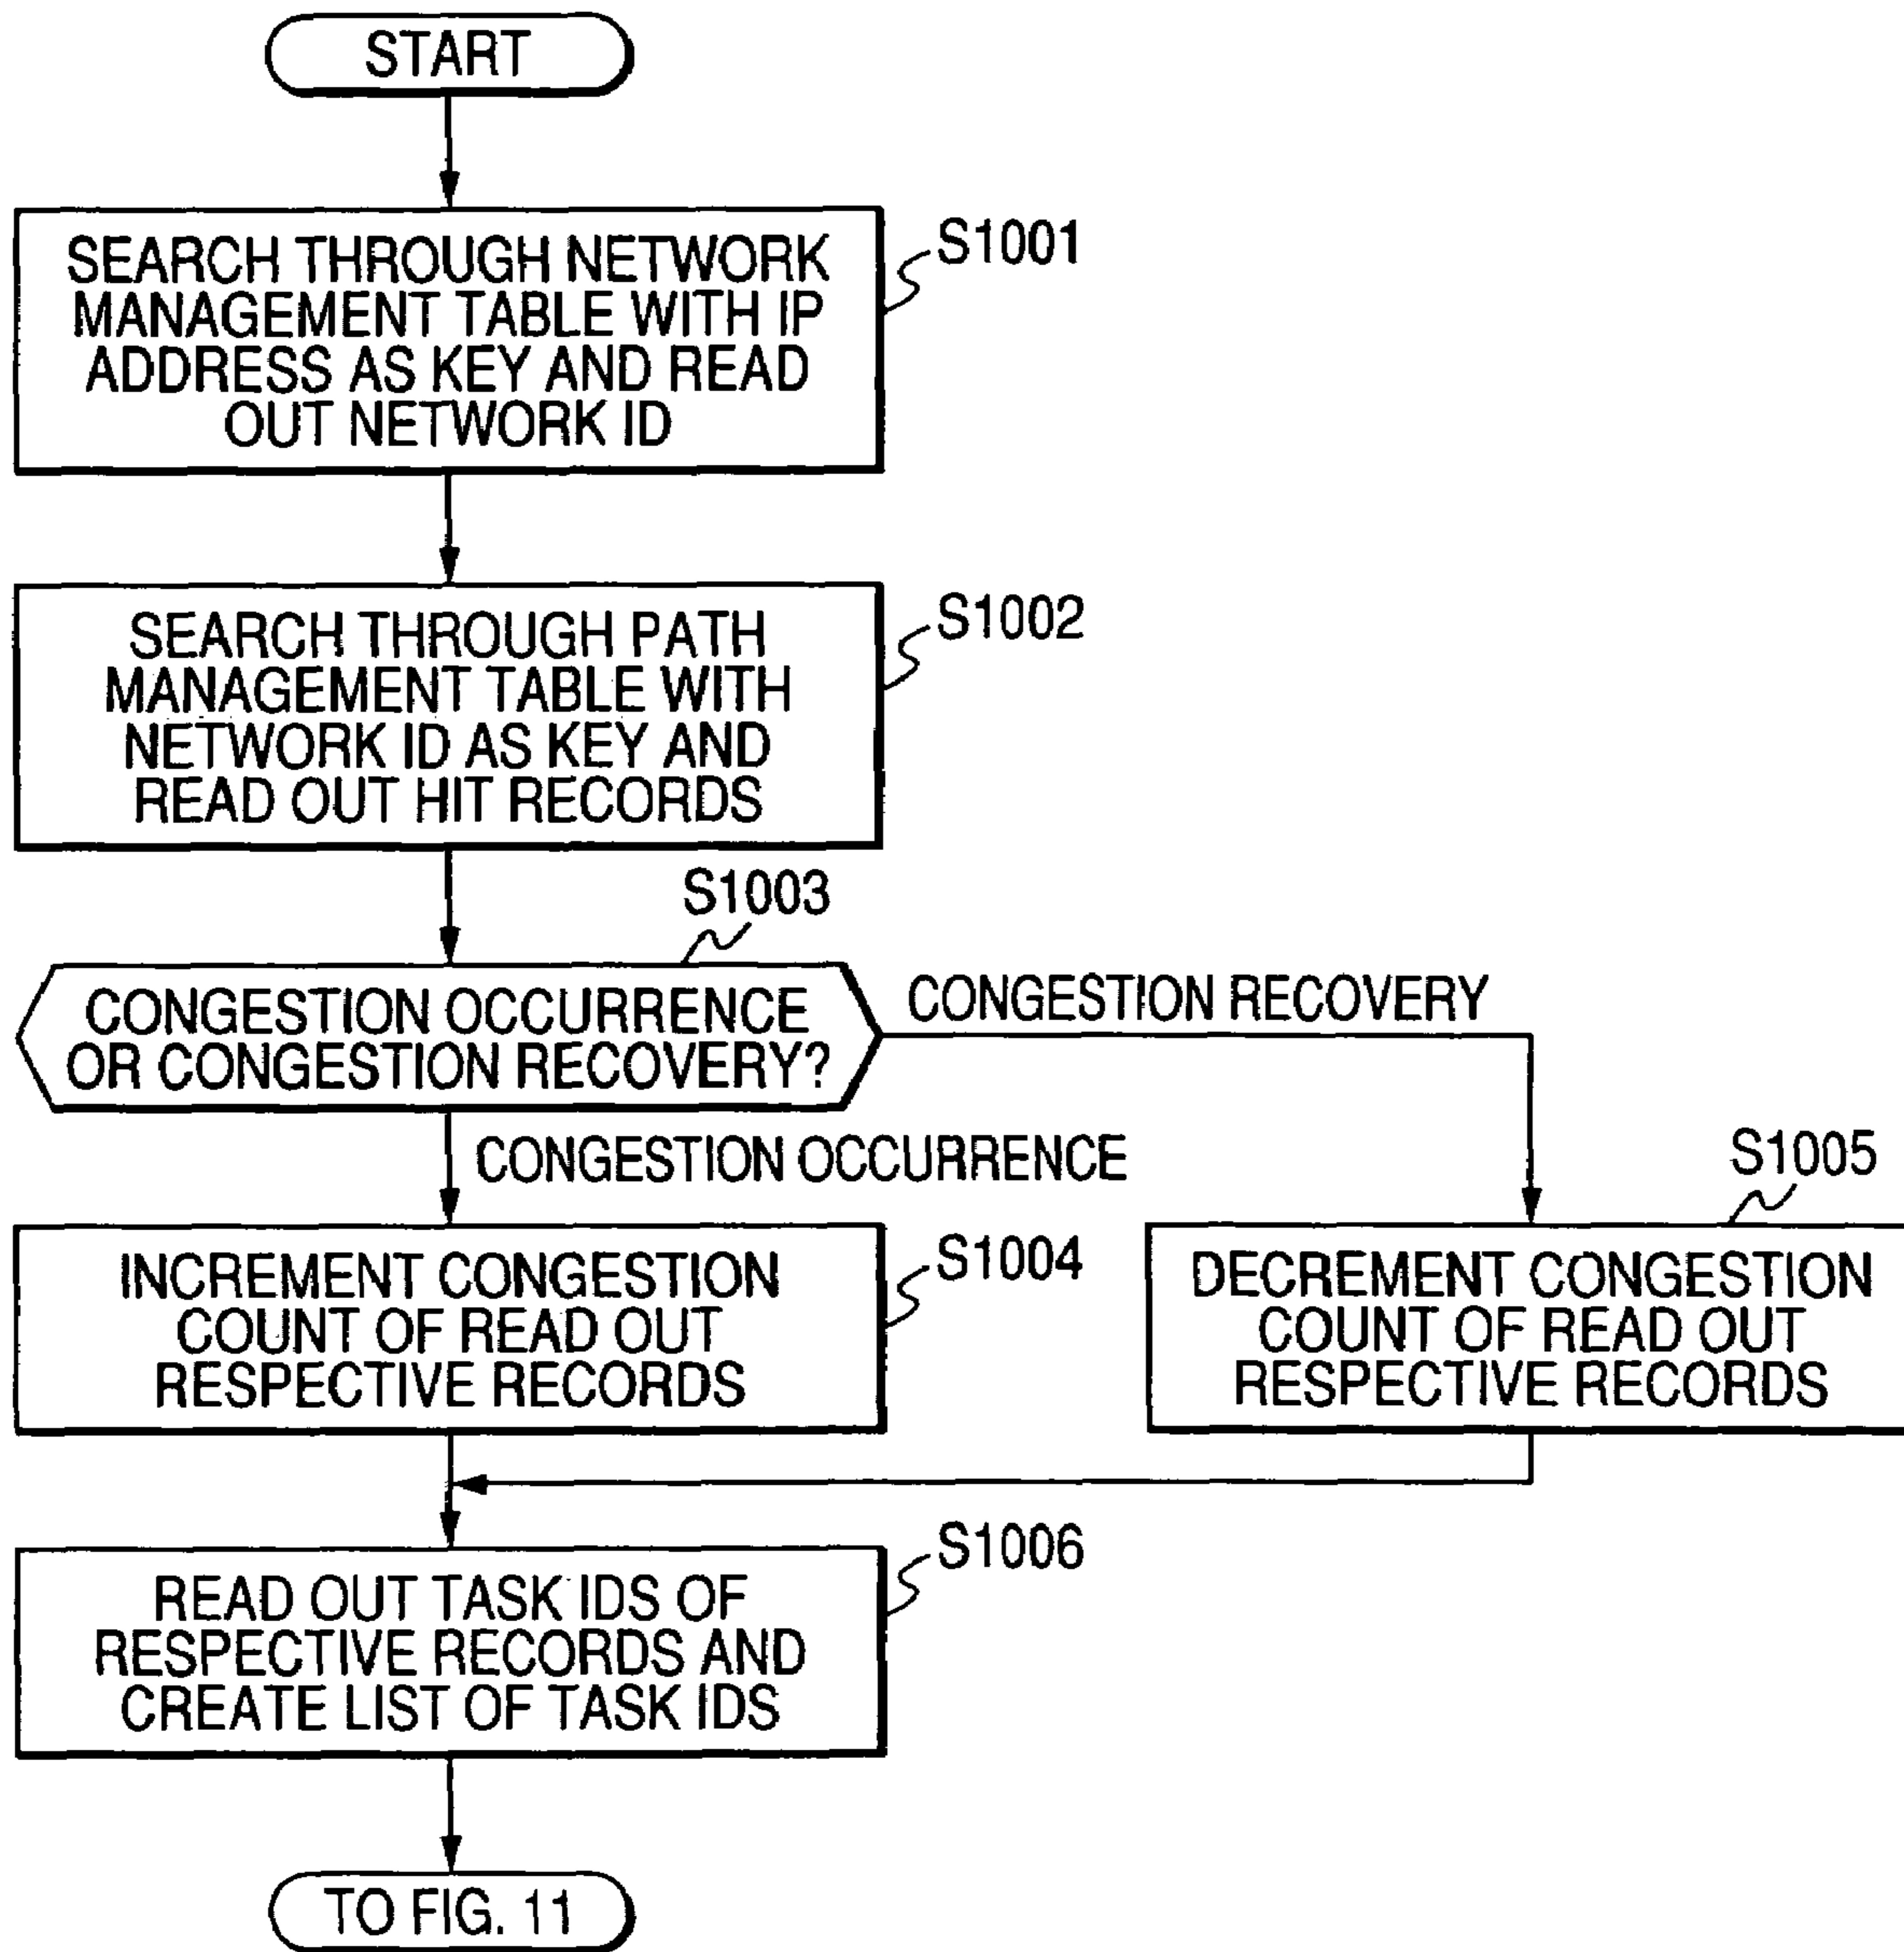 START
SEARCH THROUGH NETWORK
MANAGEMENT TABLE WITH IP
ADDRESS AS KEY AND READ
OUT NETWORK ID
S1001
SEARCH THROUGH PATH
MANAGEMENT TABLE WITH
NETWORK ID AS KEY AND
READ OUT HIT RECORDS
S1002
S1003
CONGESTION OCCURRENCE
OR CONGESTION RECOVERY?
CONGESTION RECOVERY
CONGESTION OCCURRENCE
INCREMENT CONGESTION
COUNT OF READ OUT
RESPECTIVE RECORDS
S1004
S1005
DECREMENT CONGESTION
COUNT OF READ OUT
RESPECTIVE RECORDS
READ OUT TASK IDS OF
RESPECTIVE RECORDS AND
CREATE LIST OF TASK IDS
S1006
TO FIG. 11